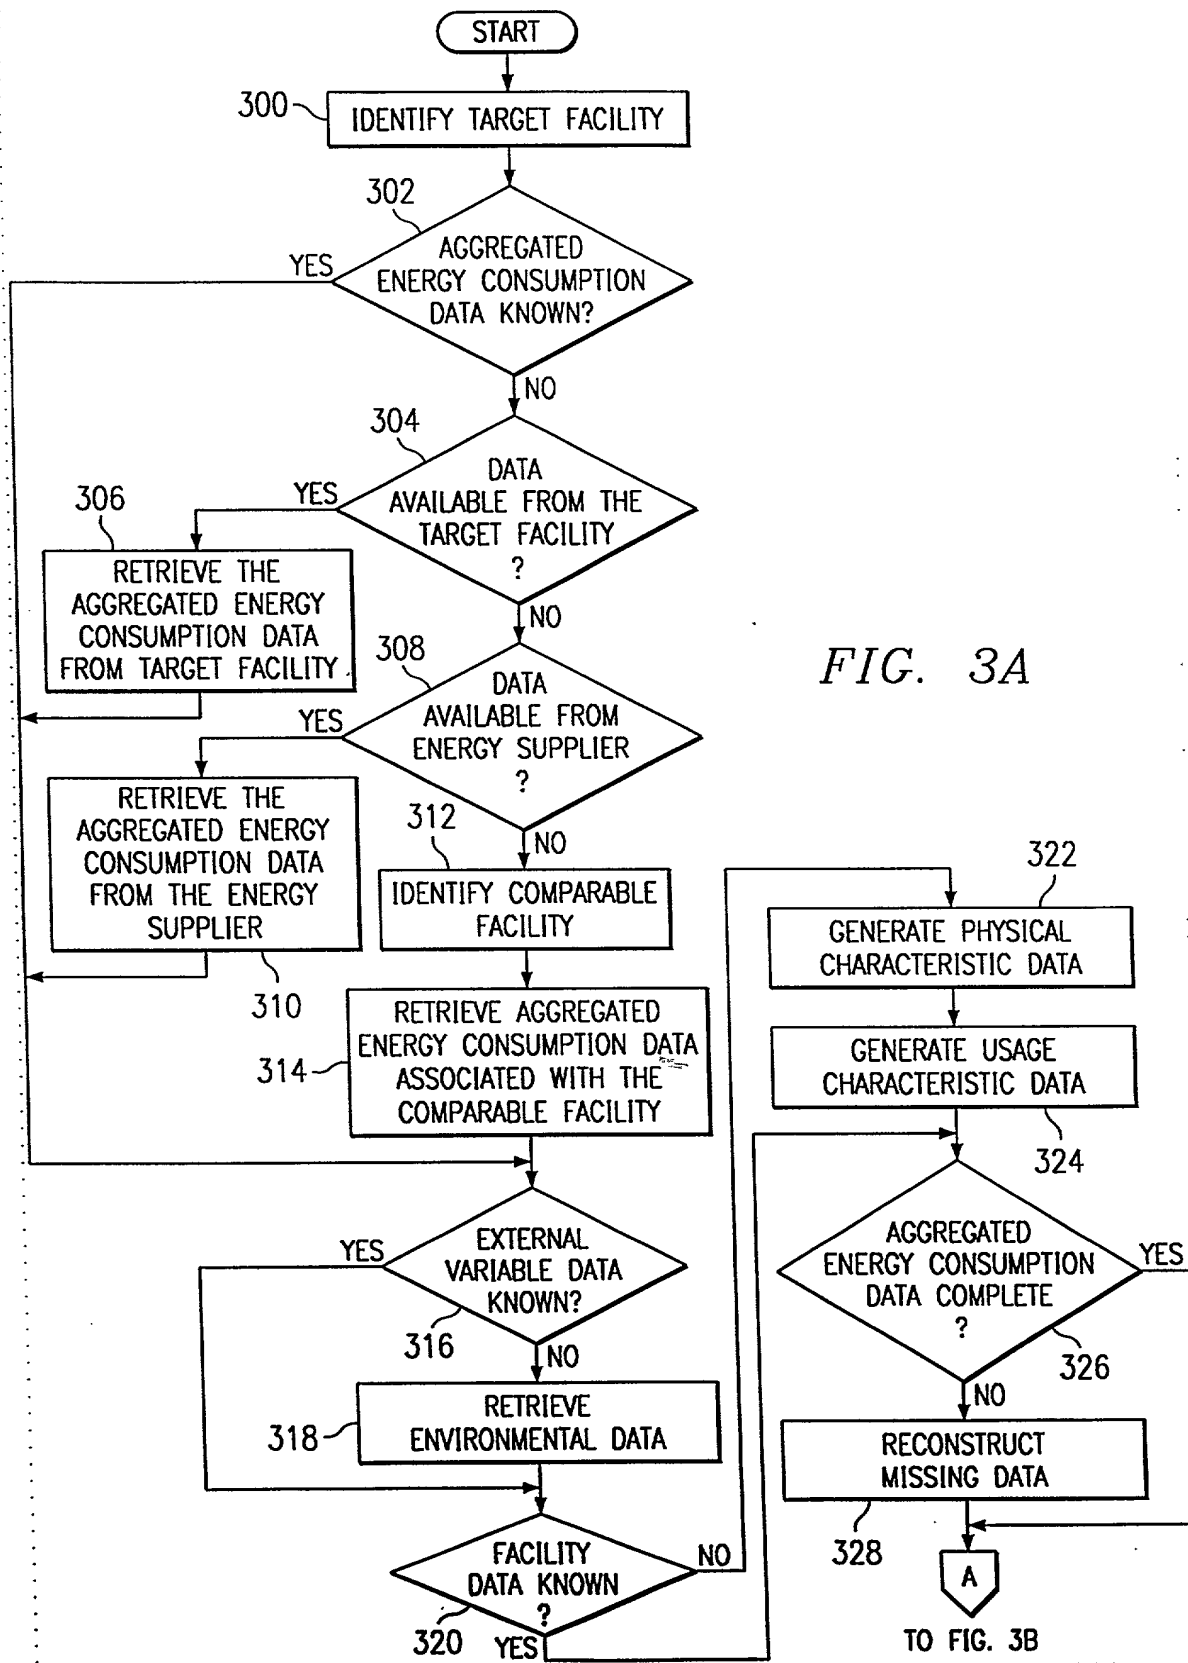 START
300
IDENTIFY TARGET FACILITY
302
AGGREGATED
ENERGY CONSUMPTION
DATA KNOWN?
YES
NO
304
DATA
AVAILABLE FROM THE
TARGET FACILITY
?
YES
NO
306
RETRIEVE THE
AGGREGATED ENERGY
CONSUMPTION DATA
FROM TARGET FACILITY
308
DATA
AVAILABLE FROM
ENERGY SUPPLIER
?
YES
NO
RETRIEVE THE
AGGREGATED ENERGY
CONSUMPTION DATA
FROM THE ENERGY
SUPPLIER
310
312
IDENTIFY COMPARABLE
FACILITY
314
RETRIEVE AGGREGATED
ENERGY CONSUMPTION DATA
ASSOCIATED WITH THE
COMPARABLE FACILITY
EXTERNAL
VARIABLE DATA
KNOWN?
YES
316
NO
318
RETRIEVE
ENVIRONMENTAL DATA
FACILITY
DATA KNOWN
?
NO
320
YES
FIG. 3A
322
GENERATE PHYSICAL
CHARACTERISTIC DATA
GENERATE USAGE
CHARACTERISTIC DATA
324
AGGREGATED
ENERGY CONSUMPTION
DATA COMPLETE
?
YES
326
NO
RECONSTRUCT
MISSING DATA
328
A
TO FIG. 3B